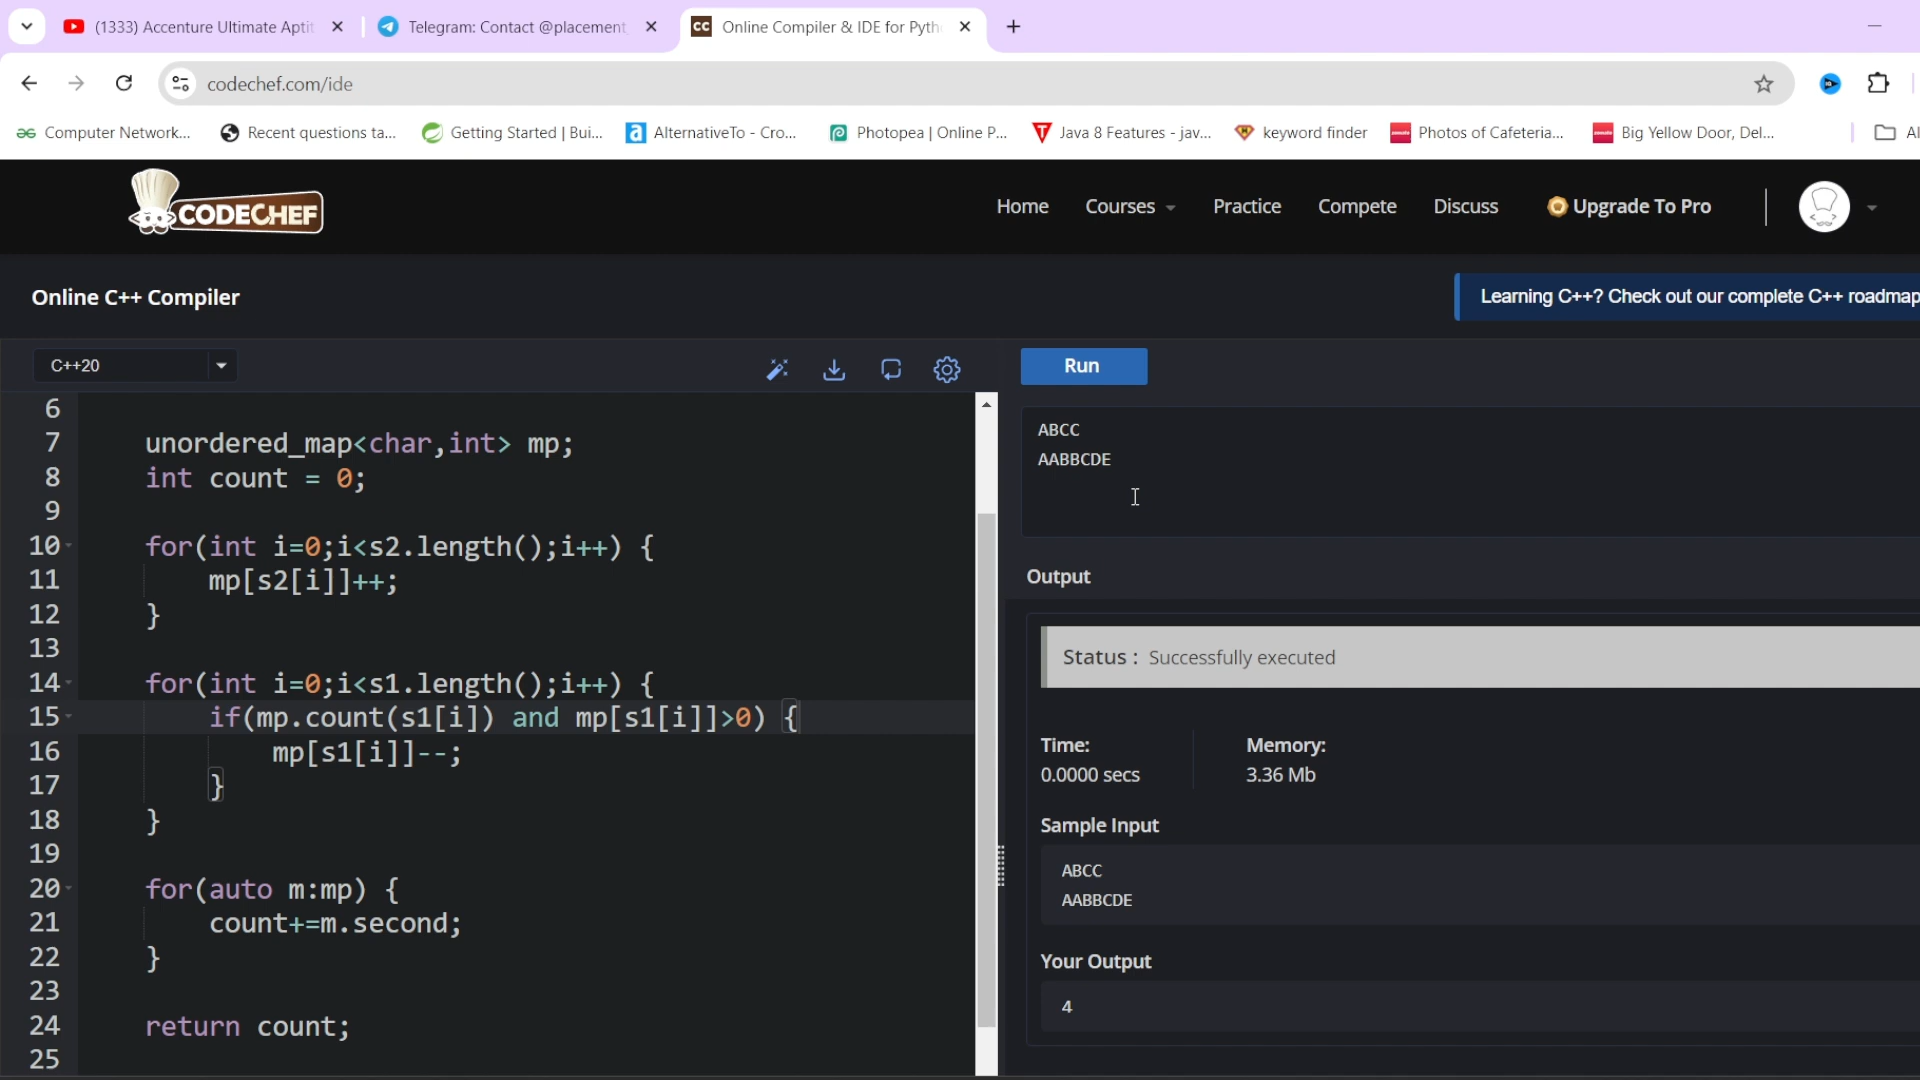 (1333) Accenture Ultimate Aptit
Telegram: Contact @placement
CC Online Compiler & IDE for Pyth
codechef.com/ide
Computer Network... Recent questions ta... Getting Started | Bui... AlternativeTo - Cro... Photopea | Online P... Java 8 Features - jav... keyword finder Photos of Cafeteria... Big Yellow Door, Del... Al
CODECHEF
Home Courses Practice Compete Discuss Upgrade To Pro
Online C++ Compiler
Learning C++? Check out our complete C++ roadmap
C++20
Run
6
7 unordered_map<char,int> mp;
8 int count = 0;
9
10 for(int i=0;i<s2.length();i++) {
11 mp[s2[i]]++;
12 }
13
14 for(int i=0;i<s1.length();i++) {
15 if(mp.count(s1[i]) and mp[s1[i]]>0) {
16 mp[s1[i]]--;
17 }
18 }
19
20 for(auto m:mp) {
21 count+=m.second;
22 }
23
24 return count;
25
ABCC
AABBCDE
Output
Status : Successfully executed
Time: Memory:
0.0000 secs 3.36 Mb
Sample Input
ABCC
AABBCDE
Your Output
4